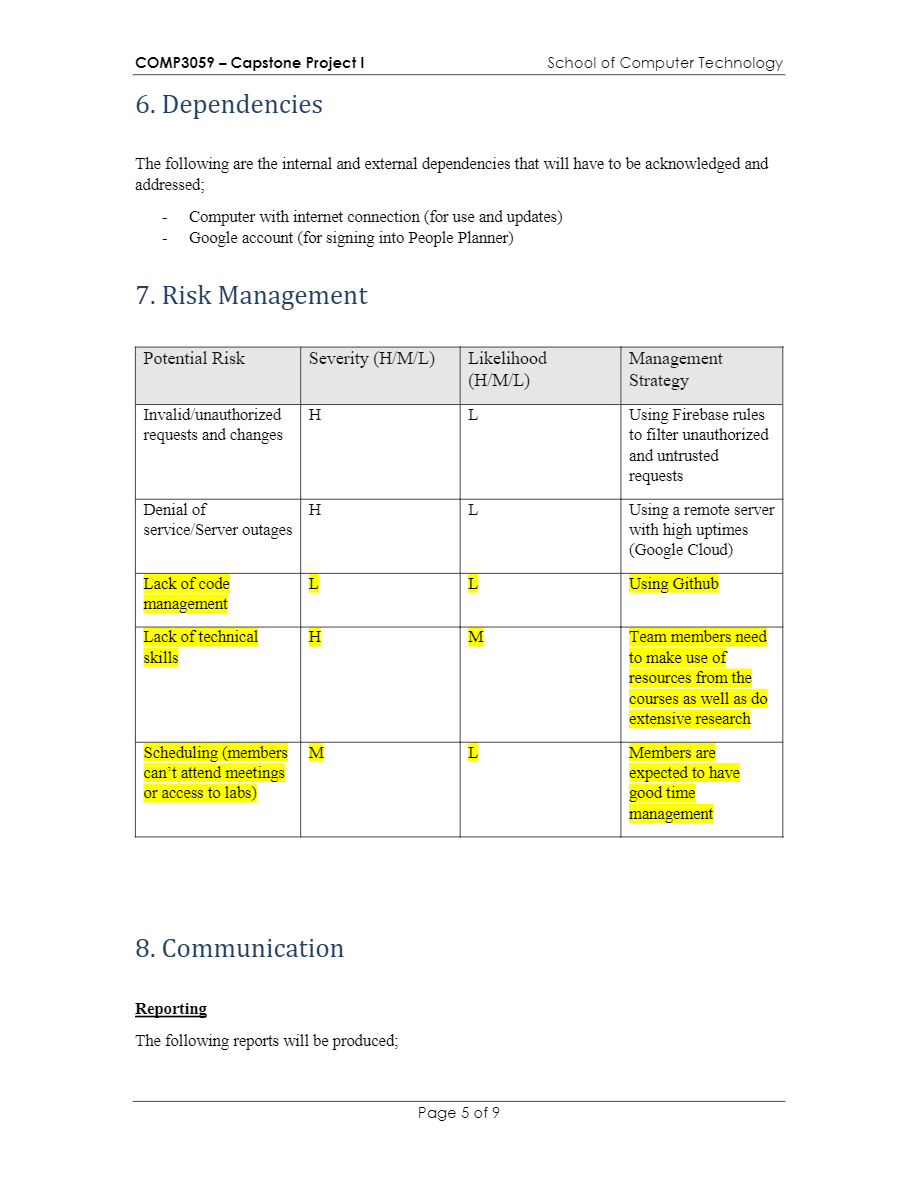 COMP3059 – Capstone Project I School of Computer Technology
6. Dependencies
The following are the internal and external dependencies that will have to be acknowledged and
addressed;
- Computer with internet connection (for use and updates)
- Google account (for signing into People Planner)
7. Risk Management
Potential Risk Severity (H/M/L) Likelihood Management
(H/M/L) Strategy
Invalid/unauthorized H L Using Firebase rules
requests and changes to filter unauthorized
and untrusted
requests
Denial of H L Using a remote server
service/Server outages with high uptimes
(Google Cloud)
Lack of code L L Using Github
management
Lack of technical H M Team members need
skills to make use of
resources from the
courses as well as do
extensive research
Scheduling (members M L Members are
can't attend meetings expected to have
or access to labs) good time
management
8. Communication
Reporting
The following reports will be produced;
Page 5 of 9